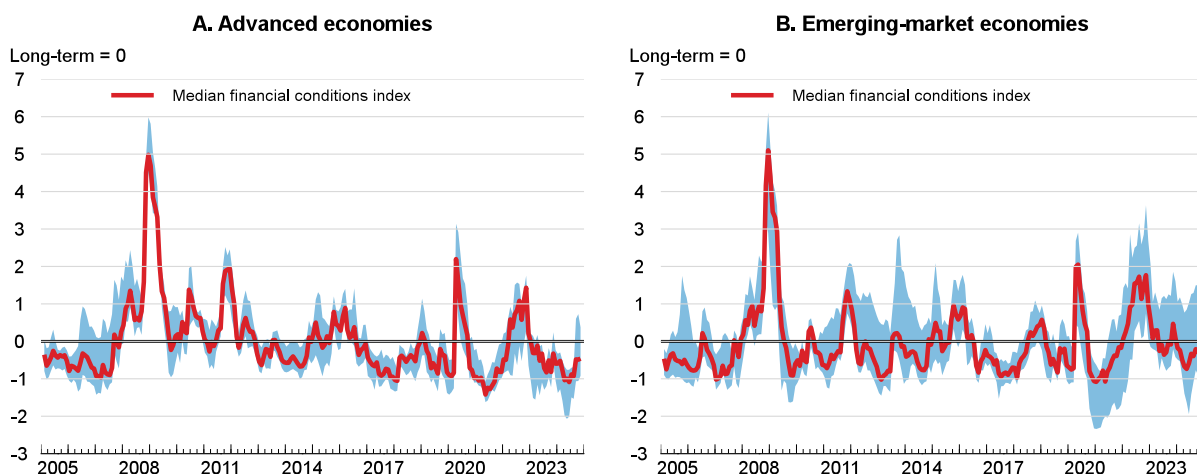 A. Advanced economies
Long-term = 0
Median financial conditions index
7
6
5
4
3
2
1
0
-1
-2
-3
2005 2008 2011 2014 2017 2020 2023
B. Emerging-market economies
Long-term = 0
Median financial conditions index
7
6
5
4
3
2
1
0
-1
-2
-3
2005 2008 2011 2014 2017 2020 2023